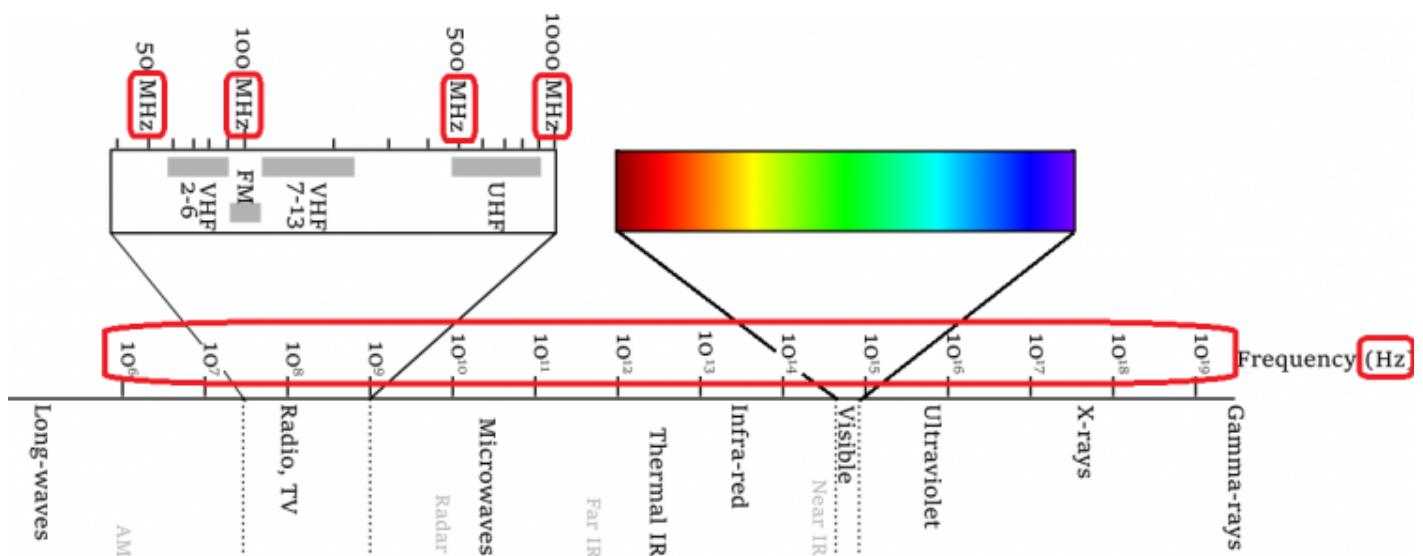 50 MHz
100 MHz
500 MHz
1000 MHz
VHF
2-6
FM
VHF
7-13
UHF
10⁶
10⁷
10⁸
10⁹
10¹⁰
10¹¹
10¹²
10¹³
10¹⁴
10¹⁵
10¹⁶
10¹⁷
10¹⁸
10¹⁹
Frequency (Hz)
Long-waves
AM
Radio, TV
Radar
Microwaves
Far IR
Thermal IR
Infra-red
Near IR
Visible
Ultraviolet
X-rays
Gamma-rays